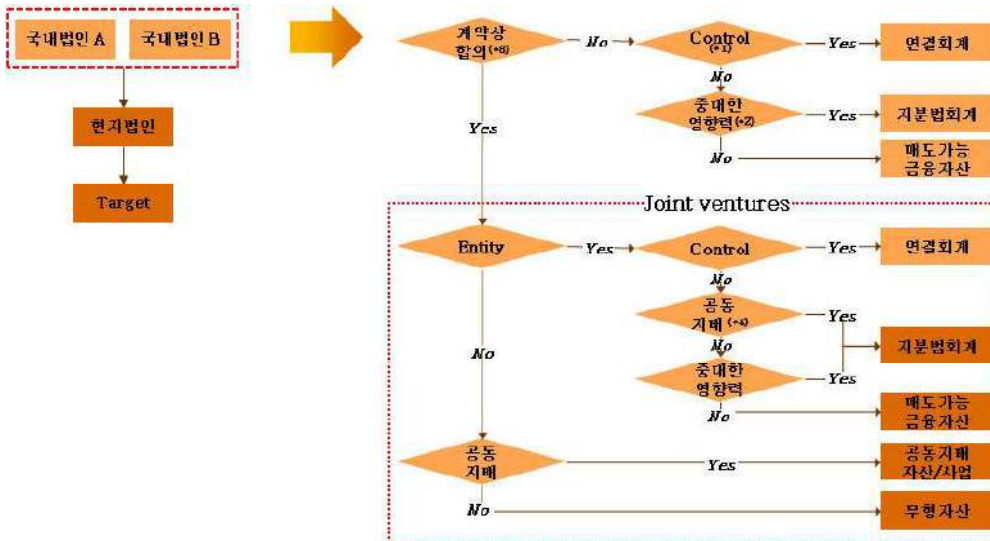 국내법인 A
국내법인 B
현지법인
Target
계약상
합의(*8)
No
Control
(*1)
Yes
연결회계
No
중대한
영향력(*2)
Yes
지분법회계
No
매도가능
금융자산
Yes
Joint ventures
Entity
Yes
Control
Yes
연결회계
No
공동
지배(*4)
Yes
No
지분법회계
중대한
영향력
Yes
No
매도가능
금융자산
No
공동
지배
Yes
공동지배
자산/사업
No
무형자산